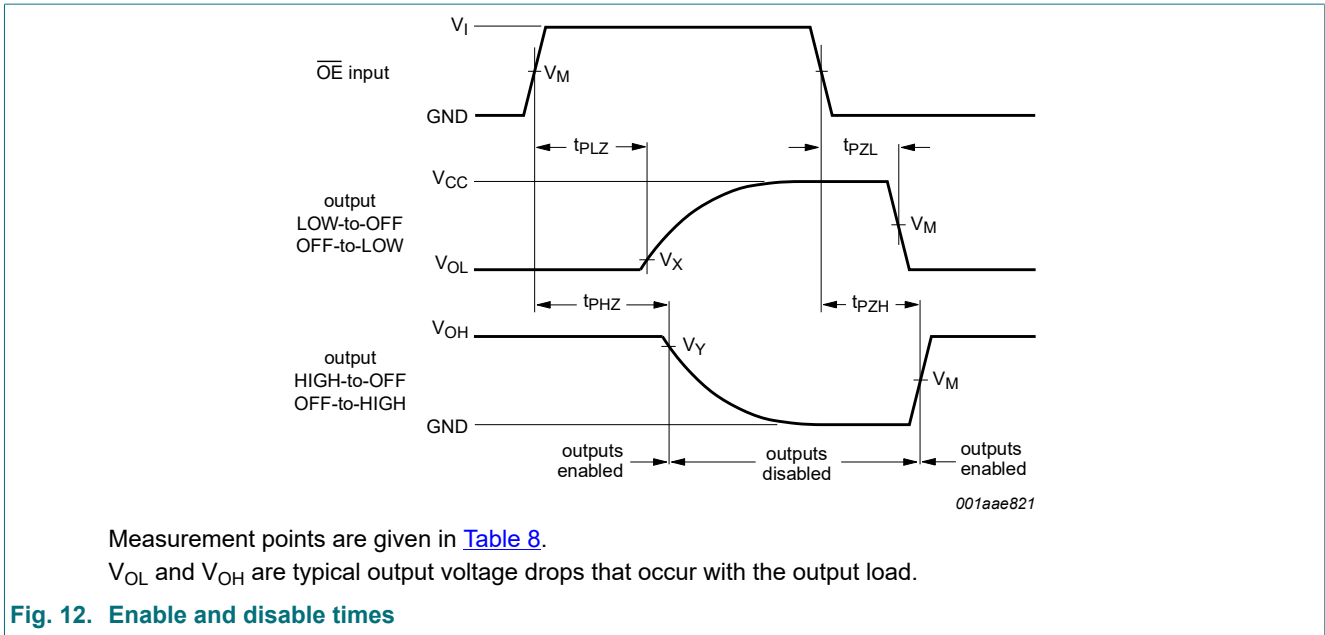 V_I
OE input
V_M
GND
t_PLZ
t_PZL
V_CC
output
LOW-to-OFF
OFF-to-LOW
V_M
V_OL
V_X
t_PHZ
t_PZH
V_OH
V_Y
output
HIGH-to-OFF
OFF-to-HIGH
V_M
GND
outputs
enabled
outputs
disabled
outputs
enabled
001aae821
Measurement points are given in Table 8.
V_OL and V_OH are typical output voltage drops that occur with the output load.
Fig. 12. Enable and disable times